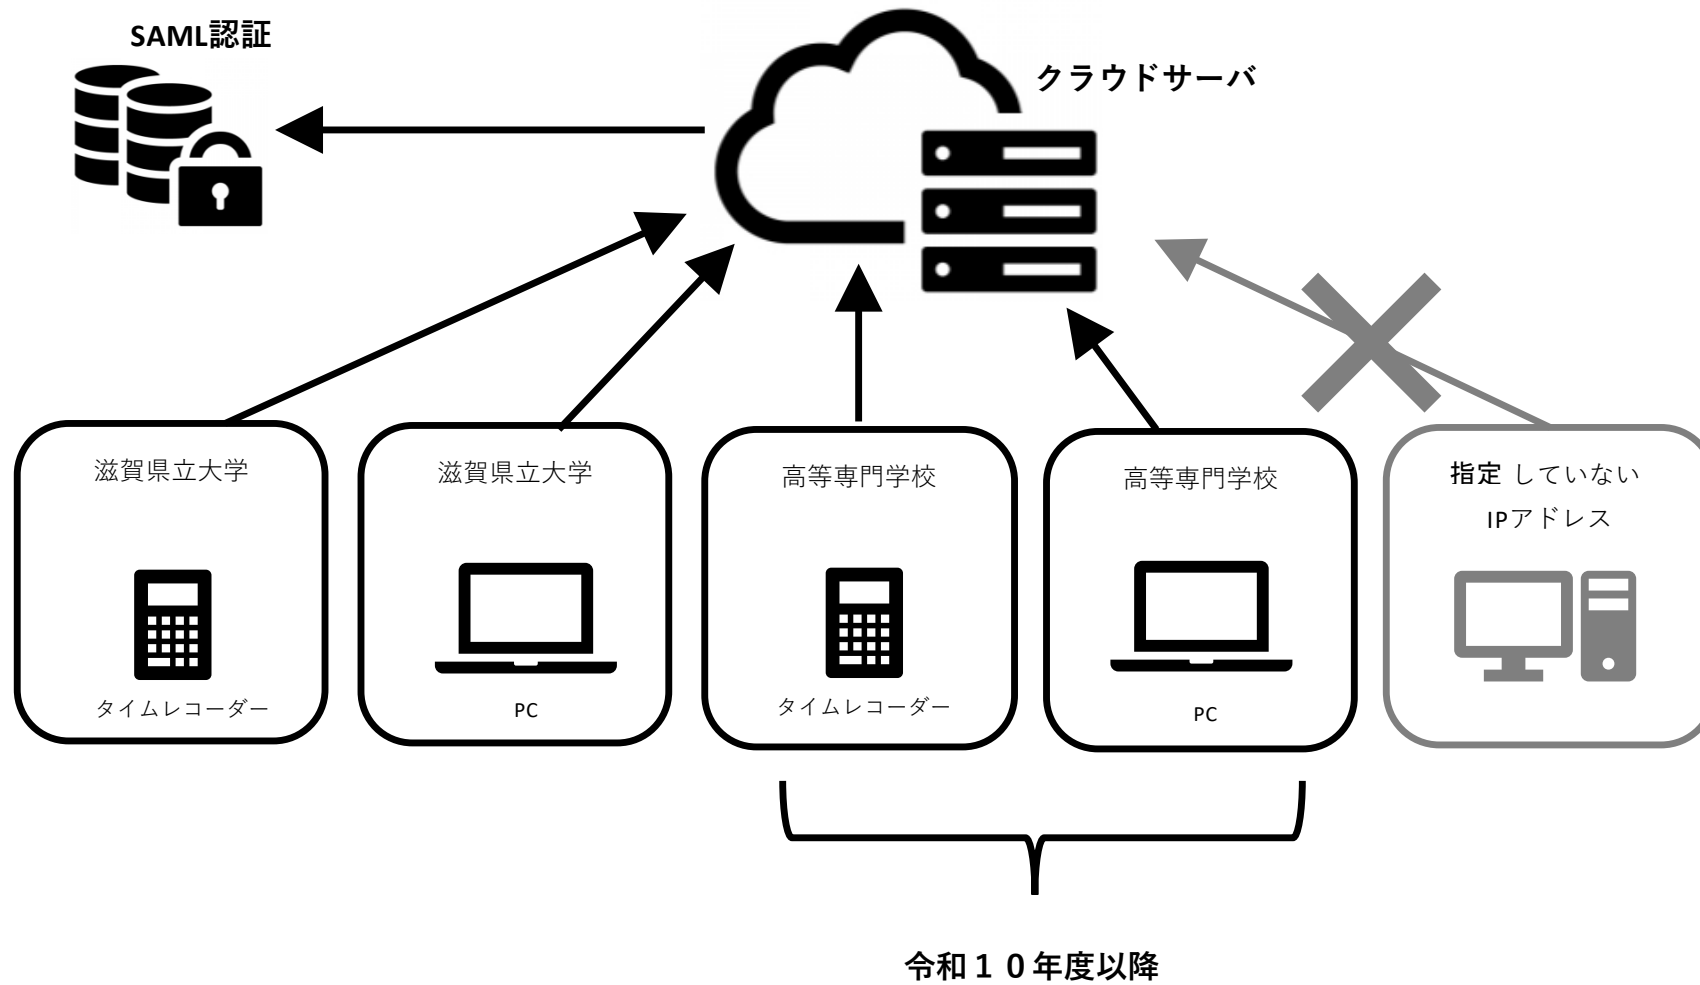 SAML認証
クラウドサーバ
滋賀県立大学
タイムレコーダー
滋賀県立大学
PC
高等専門学校
タイムレコーダー
高等専門学校
PC
指定 していない
IPアドレス
令和１０年度以降